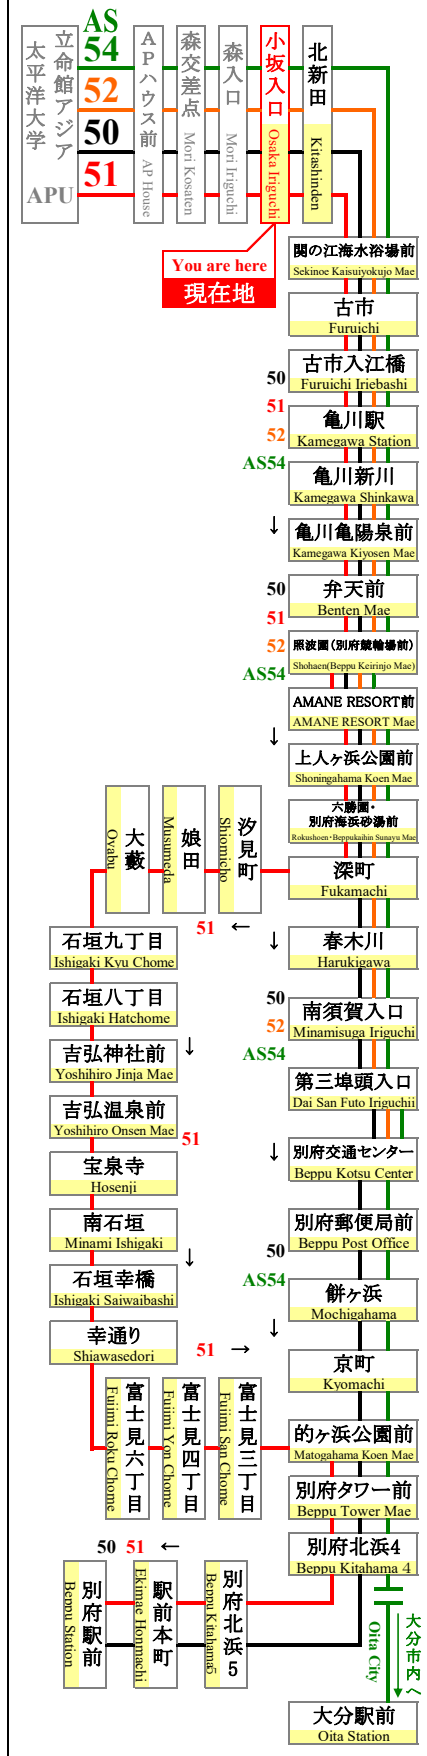 AS
54
52
50
51
立命館アジア
太平洋大学
APU
APハウス前
AP House
森交差点
Mori Kosaten
森入口
Mori Iriguchi
小坂入口
Osaka Iriguchi
北新田
Kitashinden
You are here
現在地
関の江海水浴場前
Sekinoe Kaisuiyokujo Mae
古市
Furuichi
古市入江橋
Furuichi Iriebashi
50
51
52
AS54
亀川駅
Kamegawa Station
亀川新川
Kamegawa Shinkawa
↓
亀川亀陽泉前
Kamegawa Kiyosen Mae
弁天前
Benten Mae
50
51
52
AS54
照波園(別府競輪場前)
Shohaen(Beppu Keirinjo Mae)
AMANE RESORT前
AMANE RESORT Mae
↓
上人ヶ浜公園前
Shoningahama Koen Mae
六勝園・
別府海浜砂湯前
Rokushoen・Beppukaihin Sunayu Mae
深町
Fukamachi
汐見町
Shiomicho
娘田
Musumeda
大藪
Oyabu
51 ←
↓
春木川
Harukigawa
50
52
AS54
南須賀入口
Minamisuga Iriguchi
第三埠頭入口
Dai San Futo Iriguchii
↓
別府交通センター
Beppu Kotsu Center
別府郵便局前
Beppu Post Office
50
AS54
餅ヶ浜
Mochigahama
↓
京町
Kyomachi
石垣九丁目
Ishigaki Kyu Chome
石垣八丁目
Ishigaki Hatchome
↓
吉弘神社前
Yoshihiro Jinja Mae
吉弘温泉前
Yoshihiro Onsen Mae
51
宝泉寺
Hosenji
南石垣
Minami Ishigaki
↓
石垣幸橋
Ishigaki Saiwaibashi
幸通り
Shiawasedori
51 →
富士見六丁目
Fujimi Roku Chome
富士見四丁目
Fujimi Yon Chome
富士見三丁目
Fujimi San Chome
的ヶ浜公園前
Matogahama Koen Mae
別府タワー前
Beppu Tower Mae
別府北浜4
Beppu Kitahama 4
50 51 ←
別府北浜5
Beppu Kitahama5
駅前本町
Ekimae Honmachi
別府駅前
Beppu Station
大分市内へ
Oita City
大分駅前
Oita Station